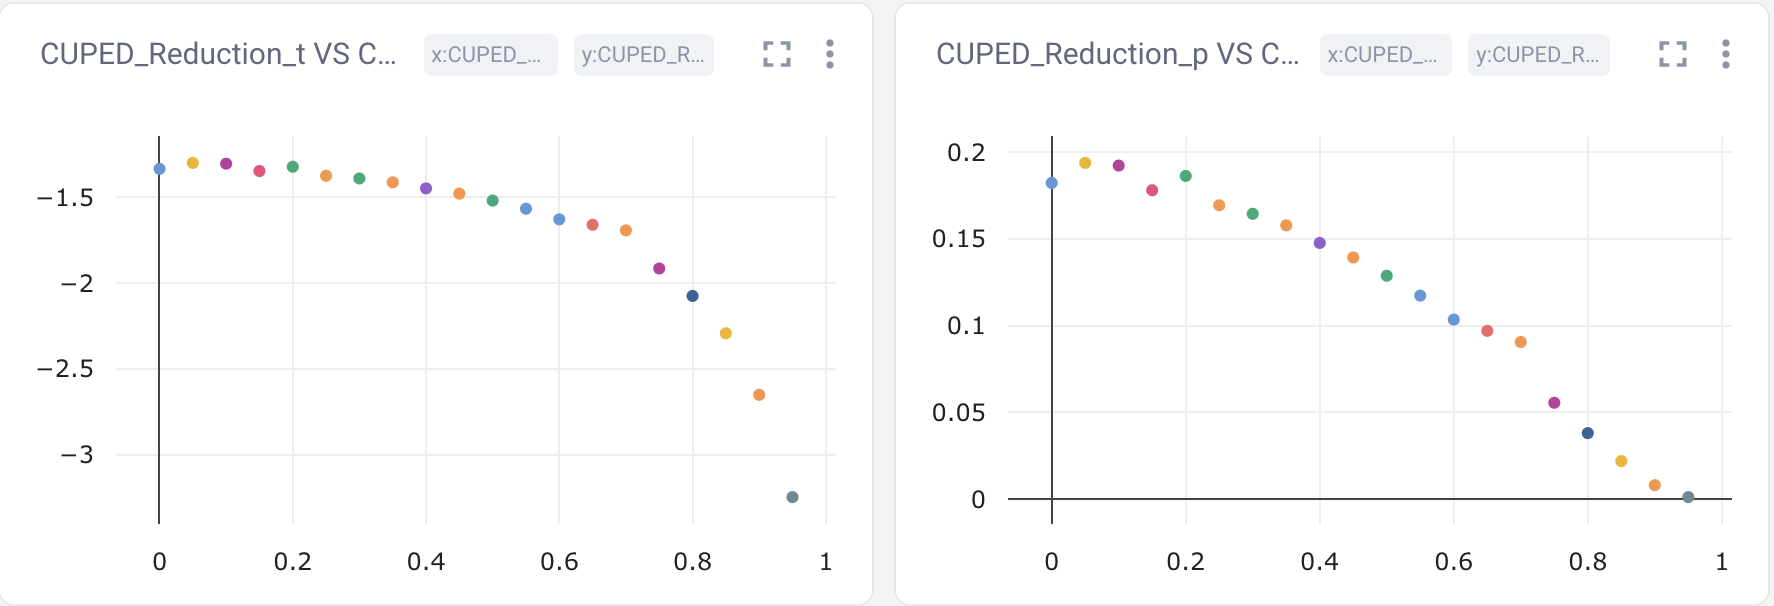 CUPED_Reduction_t VS C... x:CUPED_... y:CUPED_R...
−1.5
−2
−2.5
−3
0 0.2 0.4 0.6 0.8 1
CUPED_Reduction_p VS C... x:CUPED_... y:CUPED_R...
0.2
0.15
0.1
0.05
0
0 0.2 0.4 0.6 0.8 1